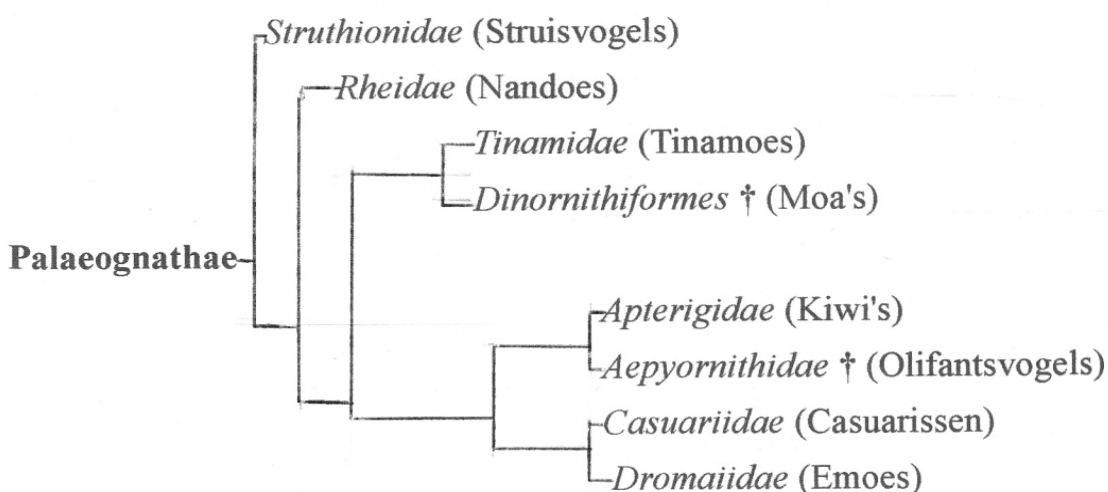 Struthionidae (Struisvogels)
Rheidae (Nandoes)
Tinamidae (Tinamoes)
Dinornithiformes † (Moa's)
Palaeognathae
Apterigidae (Kiwi's)
Aepyornithidae † (Olifantsvogels)
Casuariidae (Casuarissen)
Dromaiidae (Emoes)